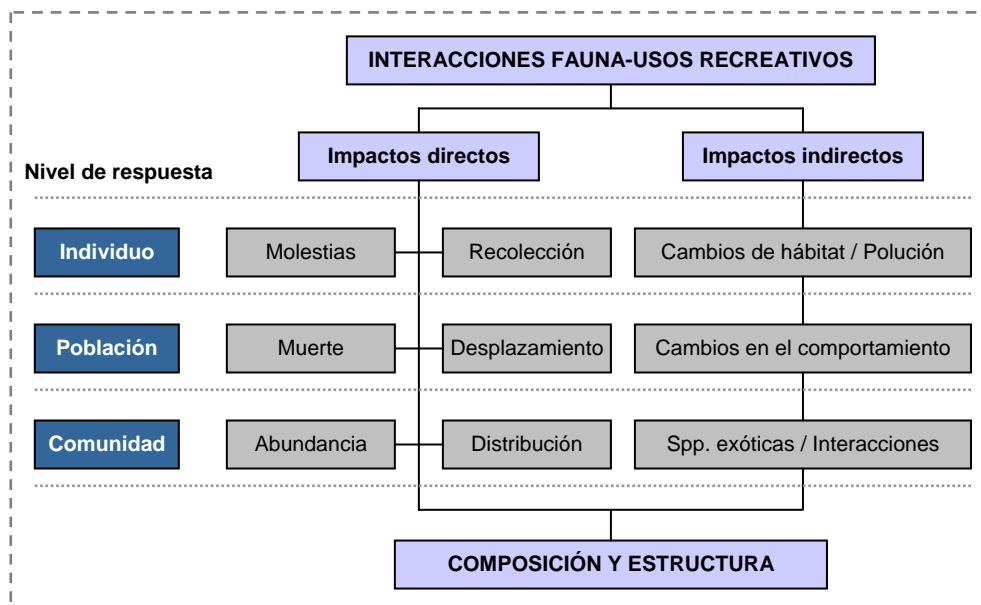 INTERACCIONES FAUNA-USOS RECREATIVOS
Impactos directos
Impactos indirectos
Nivel de respuesta
Individuo
Molestias
Recolección
Cambios de hábitat / Polución
Población
Muerte
Desplazamiento
Cambios en el comportamiento
Comunidad
Abundancia
Distribución
Spp. exóticas / Interacciones
COMPOSICIÓN Y ESTRUCTURA